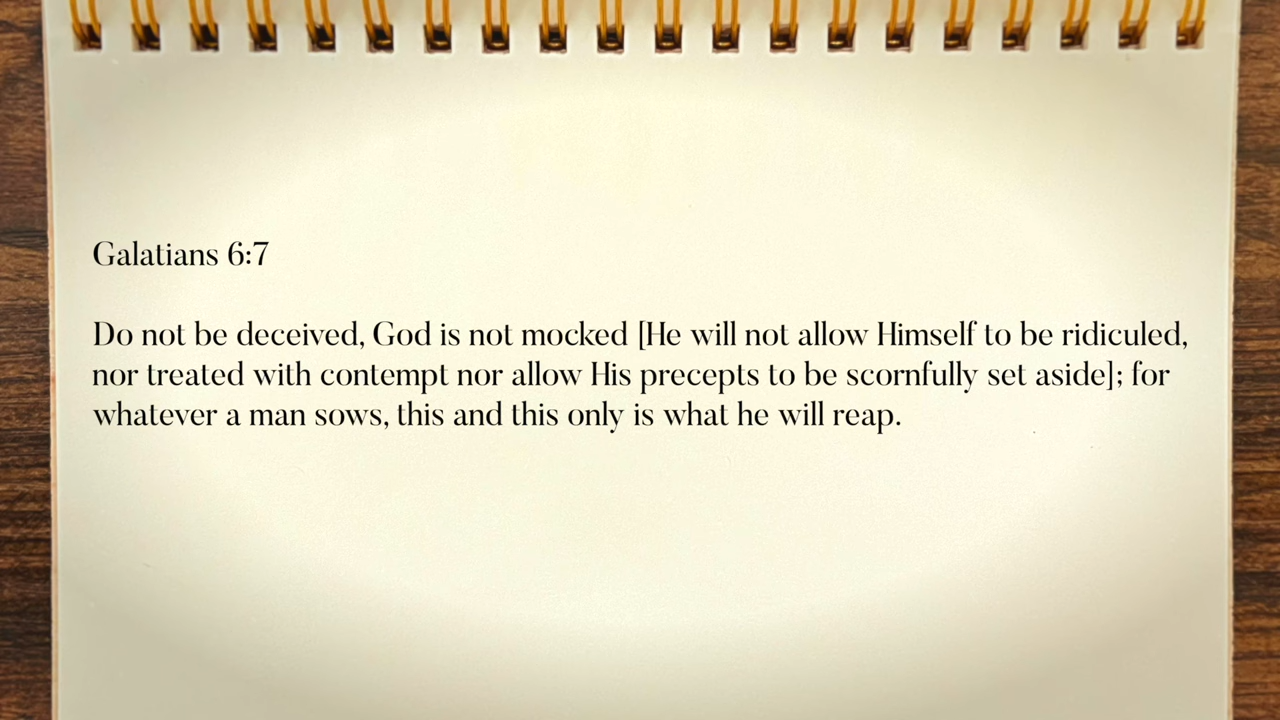 Galatians 6:7
Do not be deceived, God is not mocked [He will not allow Himself to be ridiculed,
nor treated with contempt nor allow His precepts to be scornfully set aside]; for
whatever a man sows, this and this only is what he will reap.